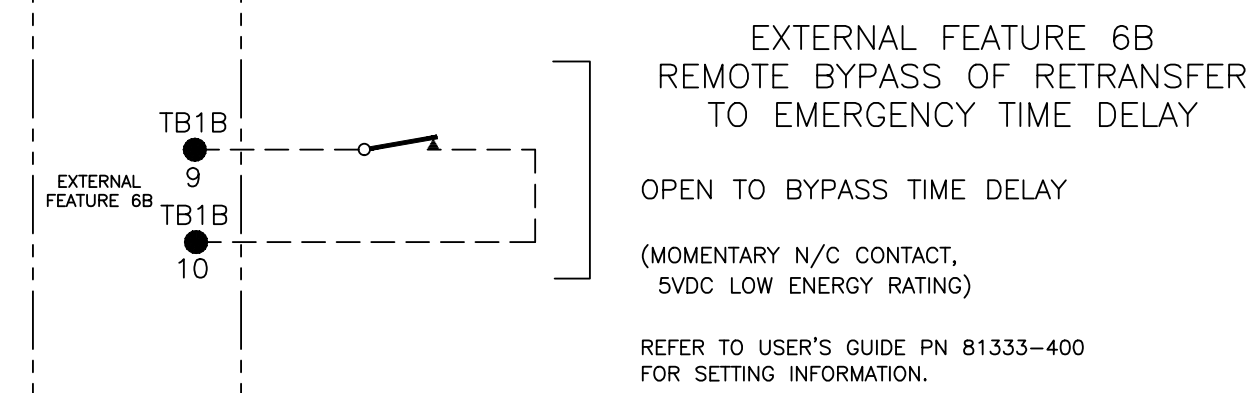 TB1B
9
EXTERNAL
FEATURE 6B
TB1B
10
EXTERNAL FEATURE 6B
REMOTE BYPASS OF RETRANSFER
TO EMERGENCY TIME DELAY
OPEN TO BYPASS TIME DELAY
(MOMENTARY N/C CONTACT,
5VDC LOW ENERGY RATING)
REFER TO USER'S GUIDE PN 81333-400
FOR SETTING INFORMATION.